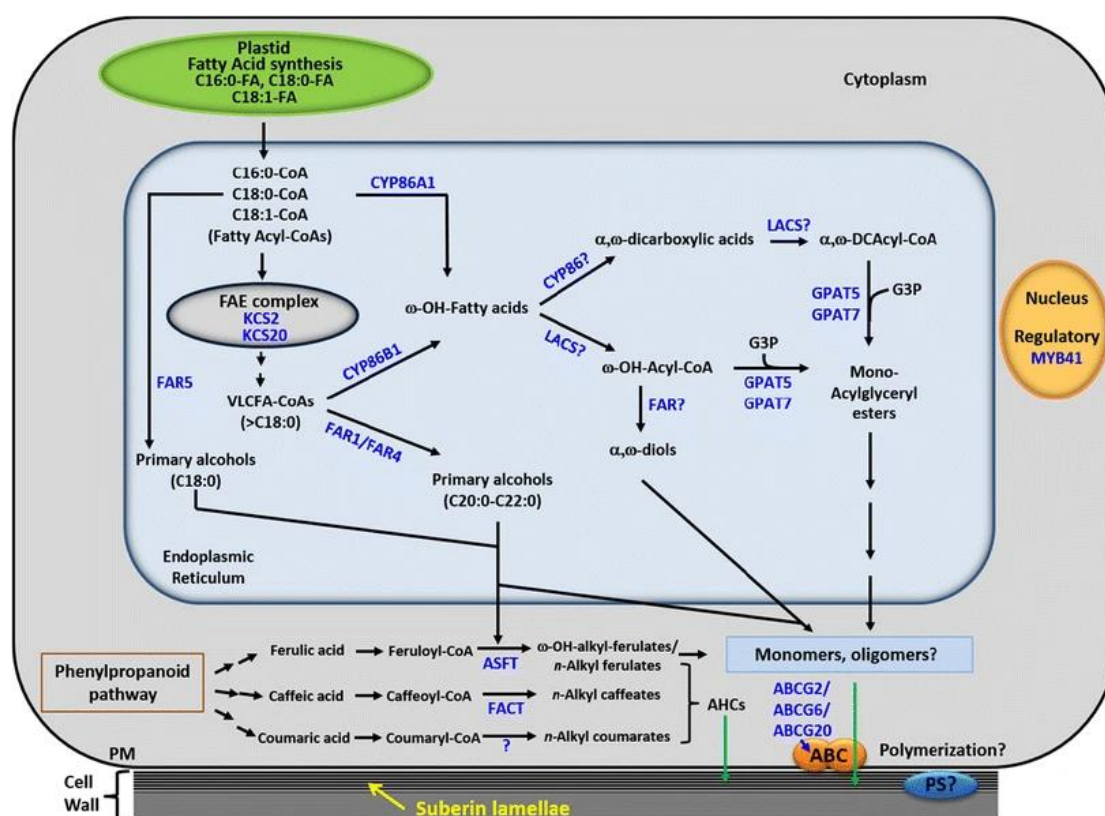 Plastid
Fatty Acid synthesis
C16:0-FA, C18:0-FA
C18:1-FA
Cytoplasm
C16:0-CoA
C18:0-CoA
C18:1-CoA
(Fatty Acyl-CoAs)
CYP86A1
FAE complex
KCS2
KCS20
FAR5
VLCFA-CoAs
(>C18:0)
CYP86B1
FAR1/FAR4
Primary alcohols
(C18:0)
Primary alcohols
(C20:0-C22:0)
ω-OH-Fatty acids
CYP86?
LACS?
α,ω-dicarboxylic acids
LACS?
α,ω-DCAcyl-CoA
GPAT5
GPAT7
G3P
ω-OH-Acyl-CoA
G3P
GPAT5
GPAT7
Mono-
Acylglyceryl
esters
FAR?
α,ω-diols
Nucleus
Regulatory
MYB41
Endoplasmic
Reticulum
Phenylpropanoid
pathway
Ferulic acid
Feruloyl-CoA
ASFT
ω-OH-alkyl-ferulates/
n-Alkyl ferulates
Caffeic acid
Caffeoyl-CoA
FACT
n-Alkyl caffeates
Coumaric acid
Coumaryl-CoA
?
n-Alkyl coumarates
AHCs
Monomers, oligomers?
ABCG2/
ABCG6/
ABCG20
ABC
Polymerization?
PS?
PM
Cell
Wall
Suberin lamellae